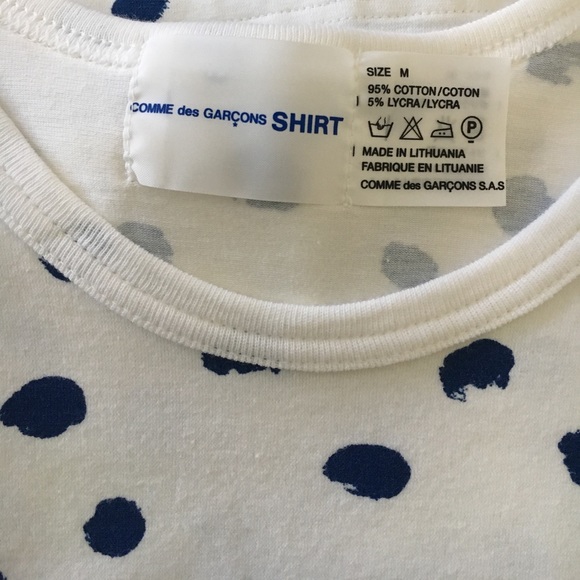 COMME des GARÇONS SHIRT
SIZE M
95% COTTON/COTON
5% LYCRA/LYCRA
P
MADE IN LITHUANIA
FABRIQUE EN LITUANIE
COMME des GARÇONS S.A.S